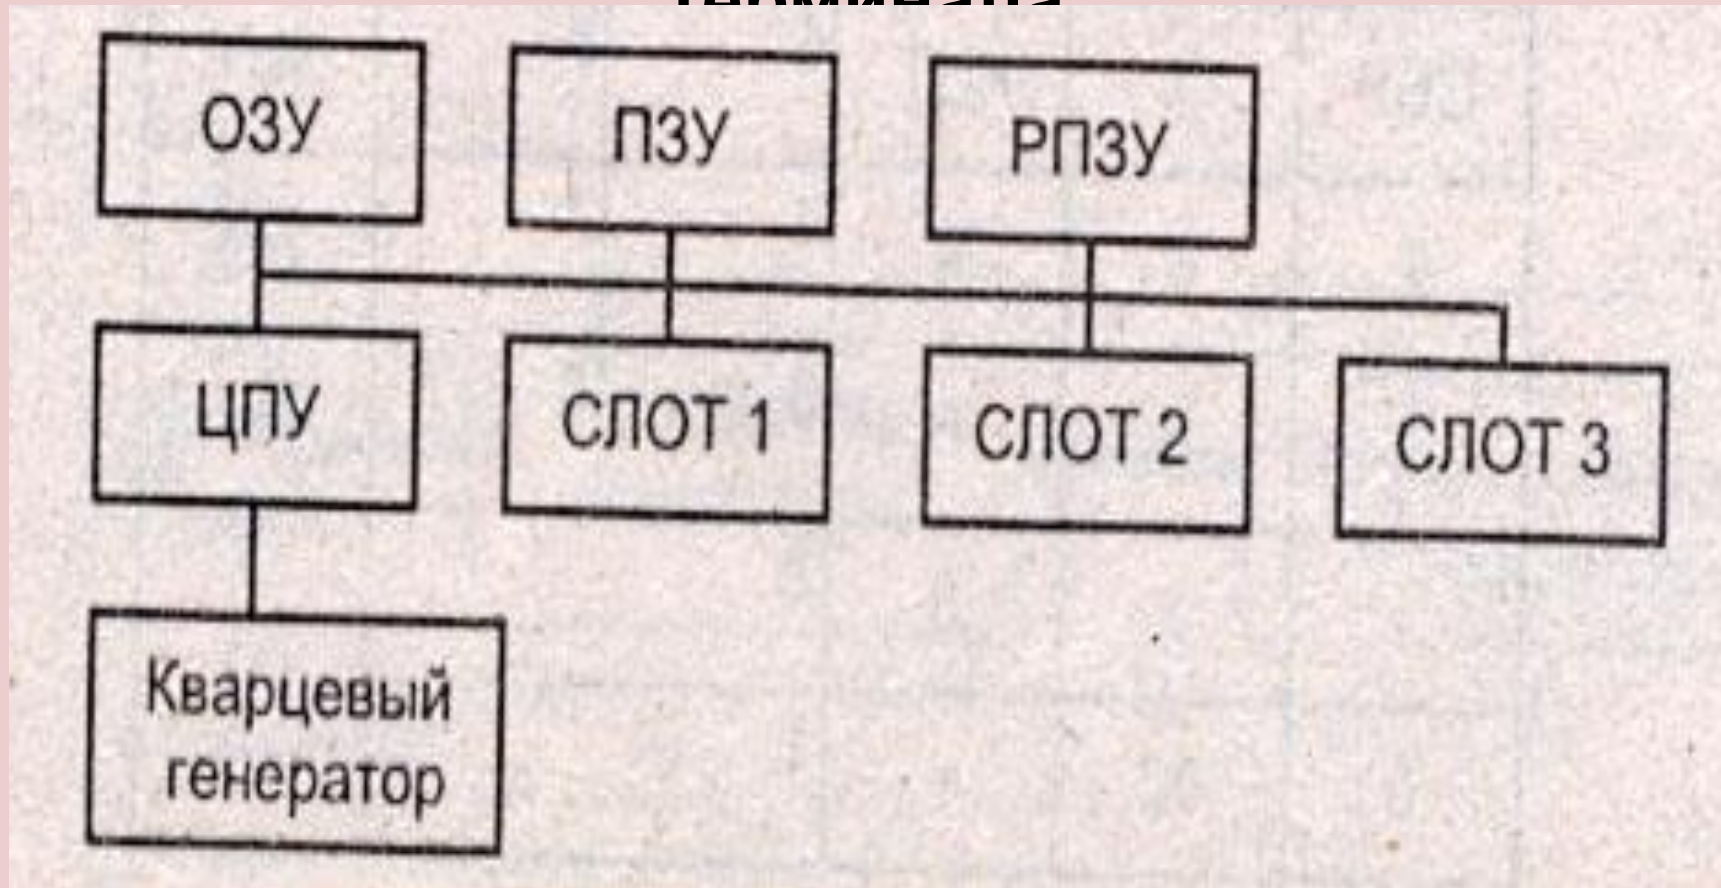 ОЗУ
ПЗУ
РПЗУ
ЦПУ
СЛОТ 1
СЛОТ 2
СЛОТ 3
Кварцевый
генератор